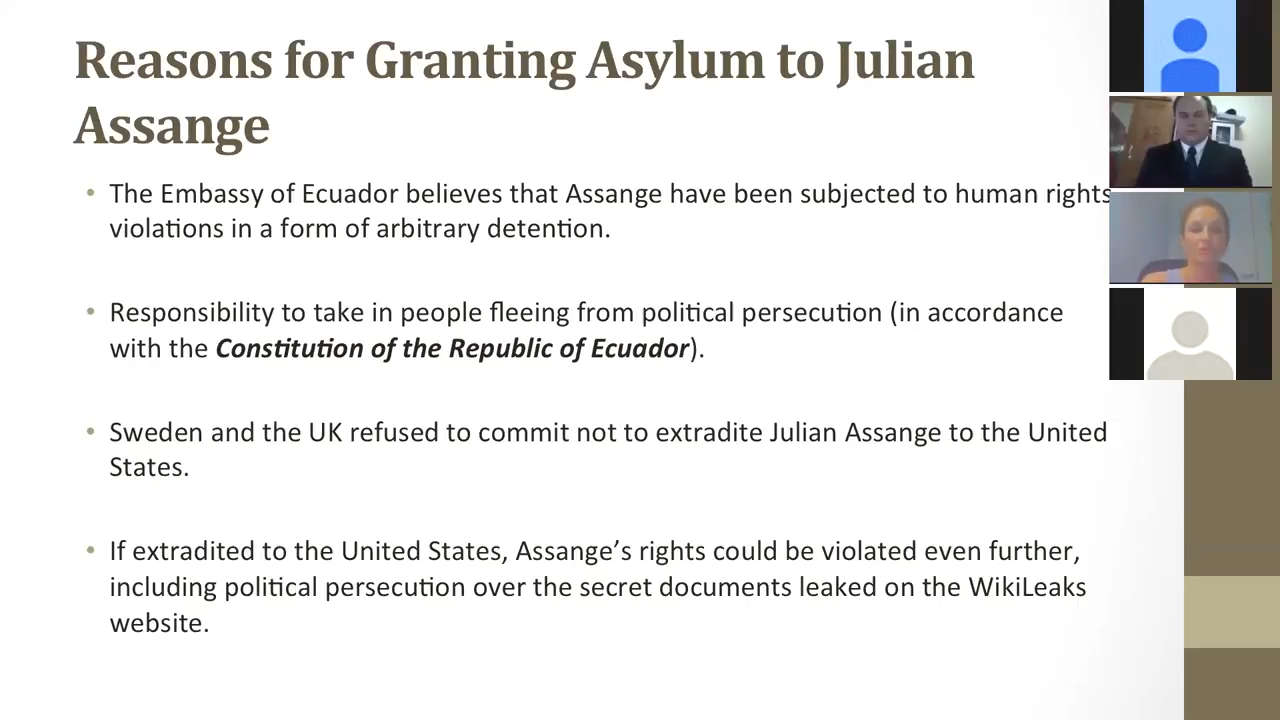 Reasons for Granting Asylum to Julian
Assange
• The Embassy of Ecuador believes that Assange have been subjected to human rights
violations in a form of arbitrary detention.
• Responsibility to take in people fleeing from political persecution (in accordance
with the Constitution of the Republic of Ecuador).
• Sweden and the UK refused to commit not to extradite Julian Assange to the United
States.
• If extradited to the United States, Assange’s rights could be violated even further,
including political persecution over the secret documents leaked on the WikiLeaks
website.